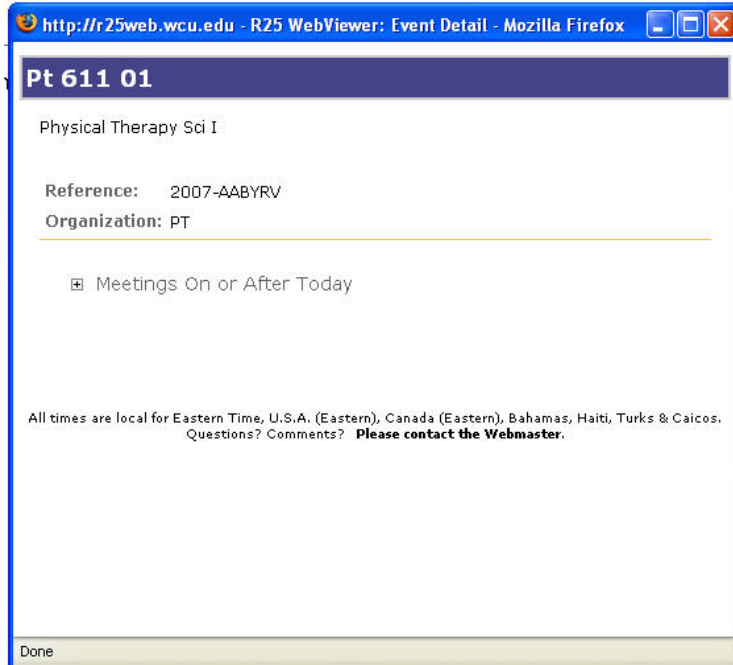 http://r25web.wcu.edu - R25 WebViewer: Event Detail - Mozilla Firefox
Pt 611 01
Physical Therapy Sci I
Reference: 2007-AABYRV
Organization: PT
Meetings On or After Today
All times are local for Eastern Time, U.S.A. (Eastern), Canada (Eastern), Bahamas, Haiti, Turks & Caicos.
Questions? Comments? Please contact the Webmaster.
Done